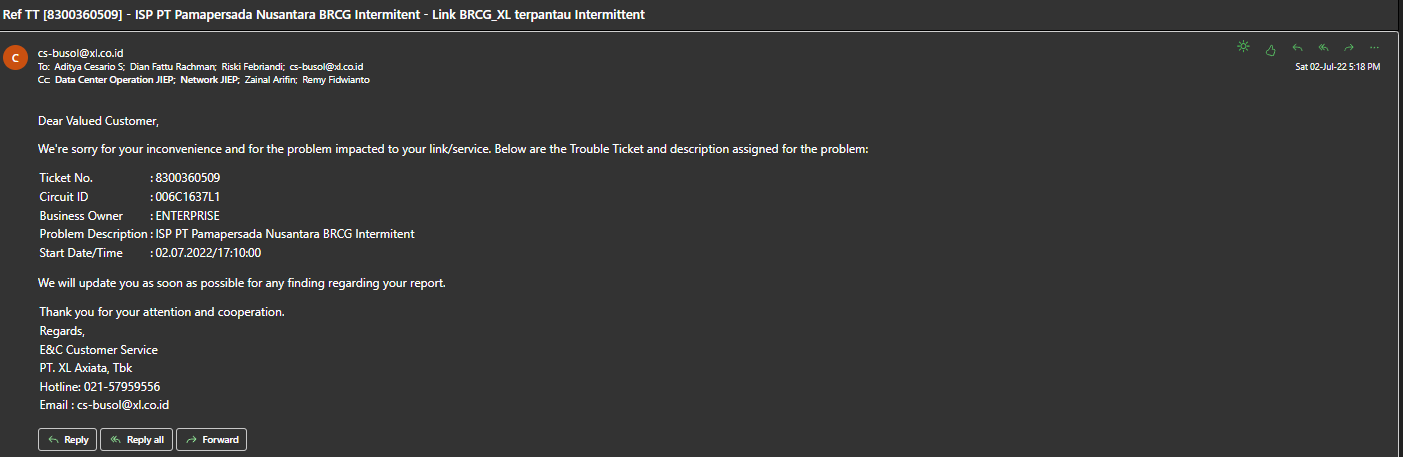 Ref TT [8300360509] - ISP PT Pamapersada Nusantara BRCG Intermitent - Link BRCG_XL terpantau Intermittent
C
cs-busol@xl.co.id
To: Aditya Cesario S; Dian Fattu Rachman; Riski Febriandi; cs-busol@xl.co.id
Cc: Data Center Operation JIEP; Network JIEP; Zainal Arifin; Remy Fidwianto
Sat 02-Jul-22 5:18 PM
Dear Valued Customer,
We're sorry for your inconvenience and for the problem impacted to your link/service. Below are the Trouble Ticket and description assigned for the problem:
Ticket No. : 8300360509
Circuit ID : 006C1637L1
Business Owner : ENTERPRISE
Problem Description : ISP PT Pamapersada Nusantara BRCG Intermitent
Start Date/Time : 02.07.2022/17:10:00
We will update you as soon as possible for any finding regarding your report.
Thank you for your attention and cooperation.
Regards,
E&C Customer Service
PT. XL Axiata, Tbk
Hotline: 021-57959556
Email : cs-busol@xl.co.id
Reply Reply all Forward